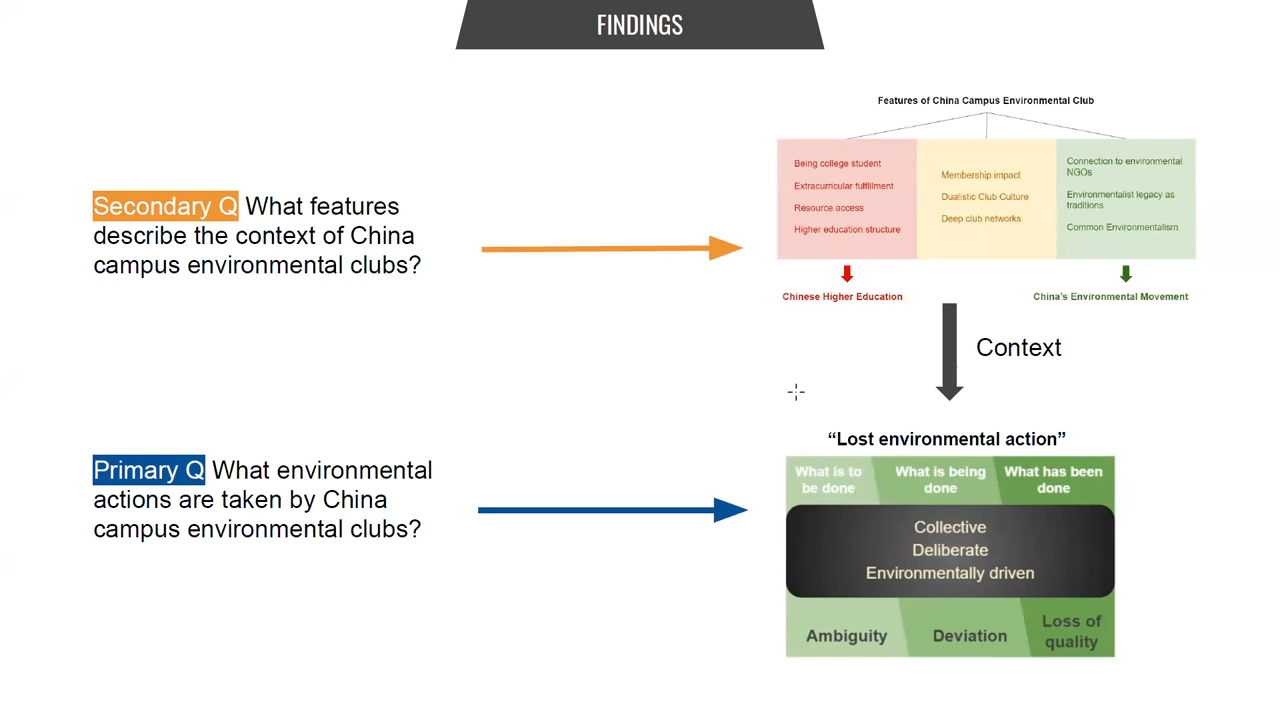 FINDINGS
Secondary Q What features
describe the context of China
campus environmental clubs?
Features of China Campus Environmental Club
Being college student
Extracurricular fulfillment
Resource access
Higher education structure
Membership impact
Dualistic Club Culture
Deep club networks
Connection to environmental
NGOs
Environmentalist legacy as
traditions
Common Environmentalism
Chinese Higher Education
China's Environmental Movement
Context
Primary Q What environmental
actions are taken by China
campus environmental clubs?
“Lost environmental action”
What is to
be done
What is being
done
What has been
done
Collective
Deliberate
Environmentally driven
Ambiguity
Deviation
Loss of
quality